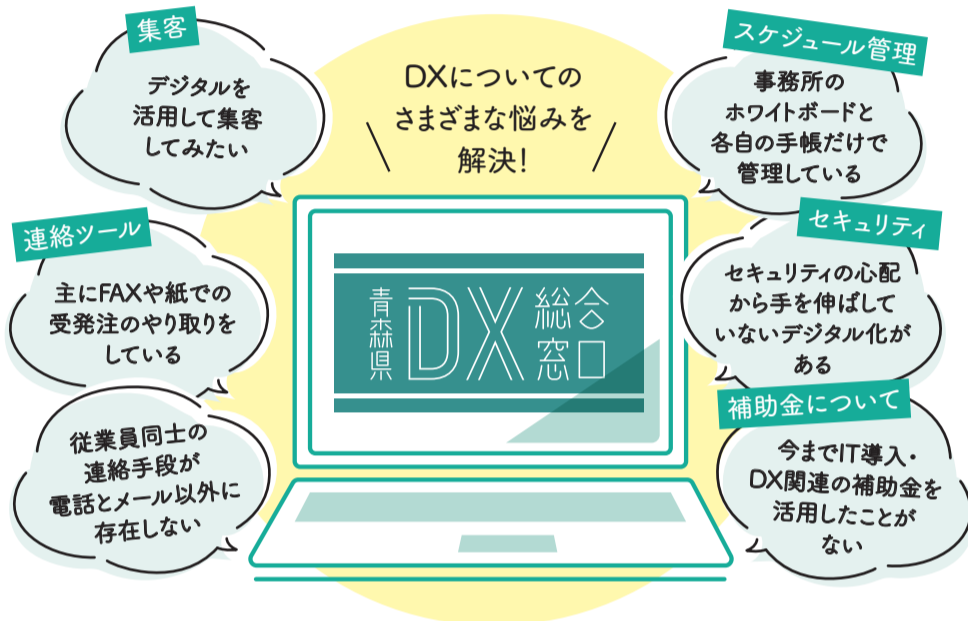 DXについての
さまざまな悩みを
解決!
集客
デジタルを
活用して集客
してみたい
連絡ツール
主にFAXや紙での
受発注のやり取りを
している
従業員同士の
連絡手段が
電話とメール以外に
存在しない
青森県
DX
総合
窓口
スケジュール管理
事務所の
ホワイトボードと
各自の手帳だけで
管理している
セキュリティ
セキュリティの心配
から手を伸ばして
いないデジタル化が
ある
補助金について
今までIT導入・
DX関連の補助金を
活用したことが
ない